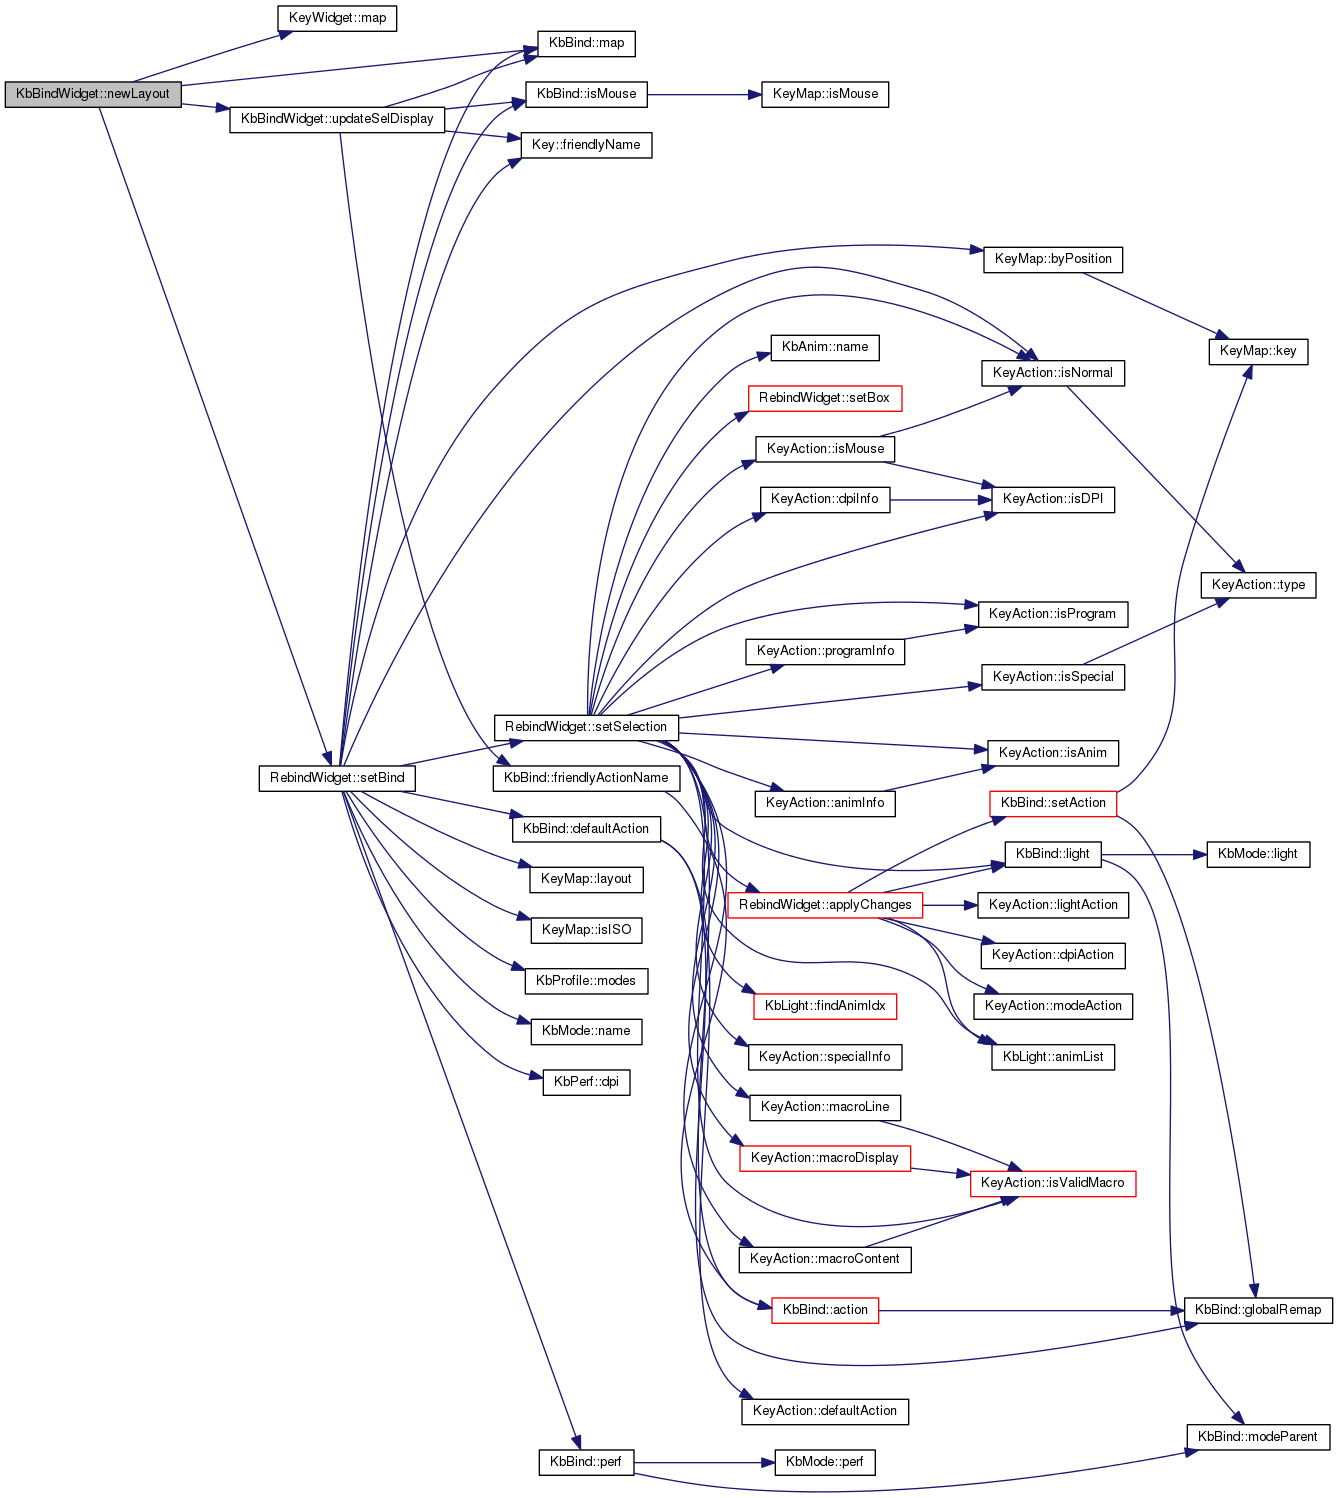 KeyWidget::map
KbBind::map
KbBindWidget::newLayout
KbBind::isMouse
KeyMap::isMouse
KbBindWidget::updateSelDisplay
Key::friendlyName
KeyMap::byPosition
KbAnim::name
KeyMap::key
KeyAction::isNormal
RebindWidget::setBox
KeyAction::isMouse
KeyAction::dpiInfo
KeyAction::isDPI
KeyAction::type
KeyAction::isProgram
KeyAction::programInfo
KeyAction::isSpecial
RebindWidget::setSelection
KeyAction::isAnim
RebindWidget::setBind
KbBind::friendlyActionName
KeyAction::animInfo
KbBind::setAction
KbBind::defaultAction
KbBind::light
KbMode::light
KeyMap::layout
RebindWidget::applyChanges
KeyAction::lightAction
KeyMap::isISO
KeyAction::dpiAction
KbProfile::modes
KbLight::findAnimIdx
KeyAction::modeAction
KbMode::name
KeyAction::specialInfo
KbLight::animList
KbPerf::dpi
KeyAction::macroLine
KeyAction::macroDisplay
KeyAction::isValidMacro
KeyAction::macroContent
KbBind::action
KbBind::globalRemap
KeyAction::defaultAction
KbBind::modeParent
KbBind::perf
KbMode::perf